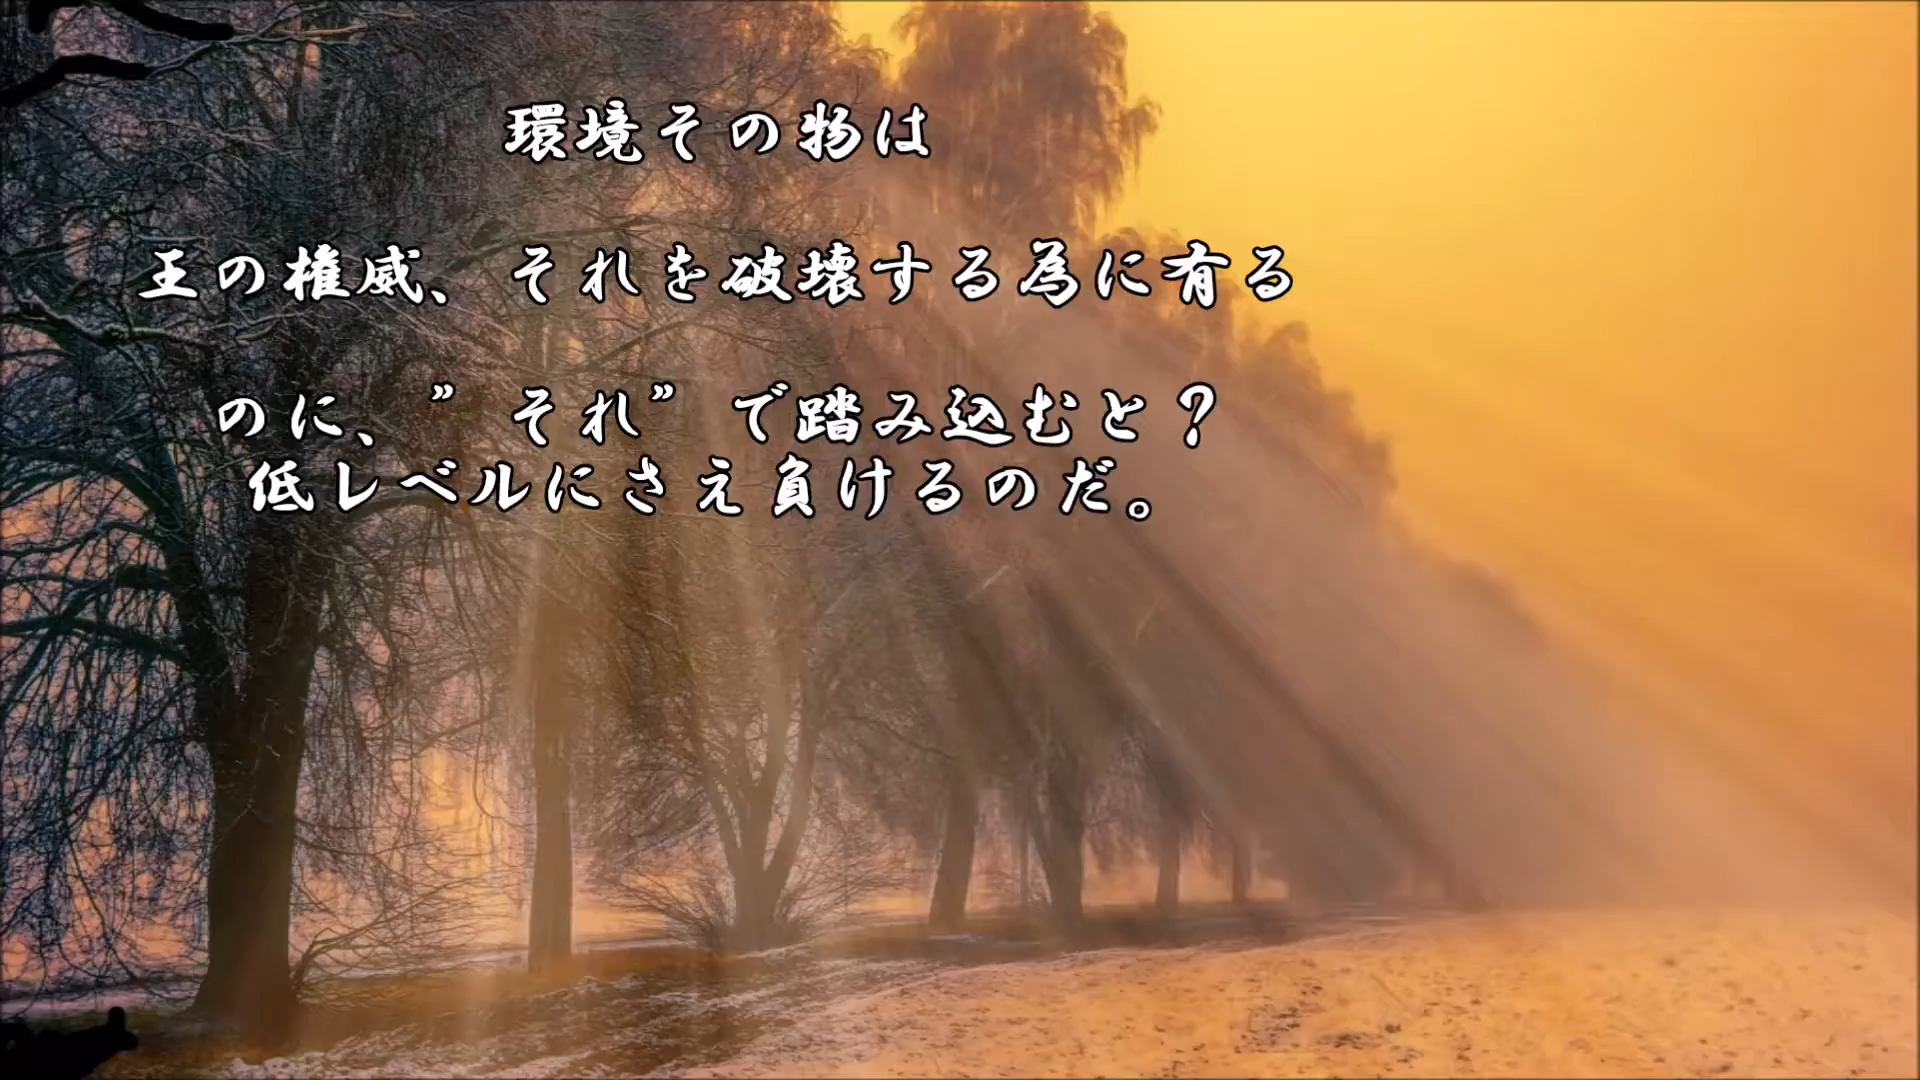 環境その物は
王の権威、それを破壊する為に有る
のに、”それ”で踏み込むと？
低レベルにさえ負けるのだ。